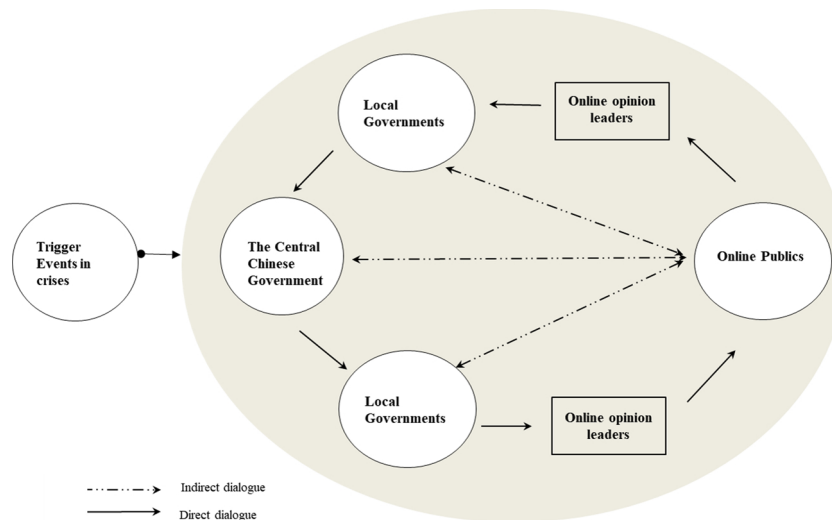 Local
Governments
Online opinion
leaders
Trigger
Events in
crises
The Central
Chinese
Government
Online Publics
Local
Governments
Online opinion
leaders
Indirect dialogue
Direct dialogue